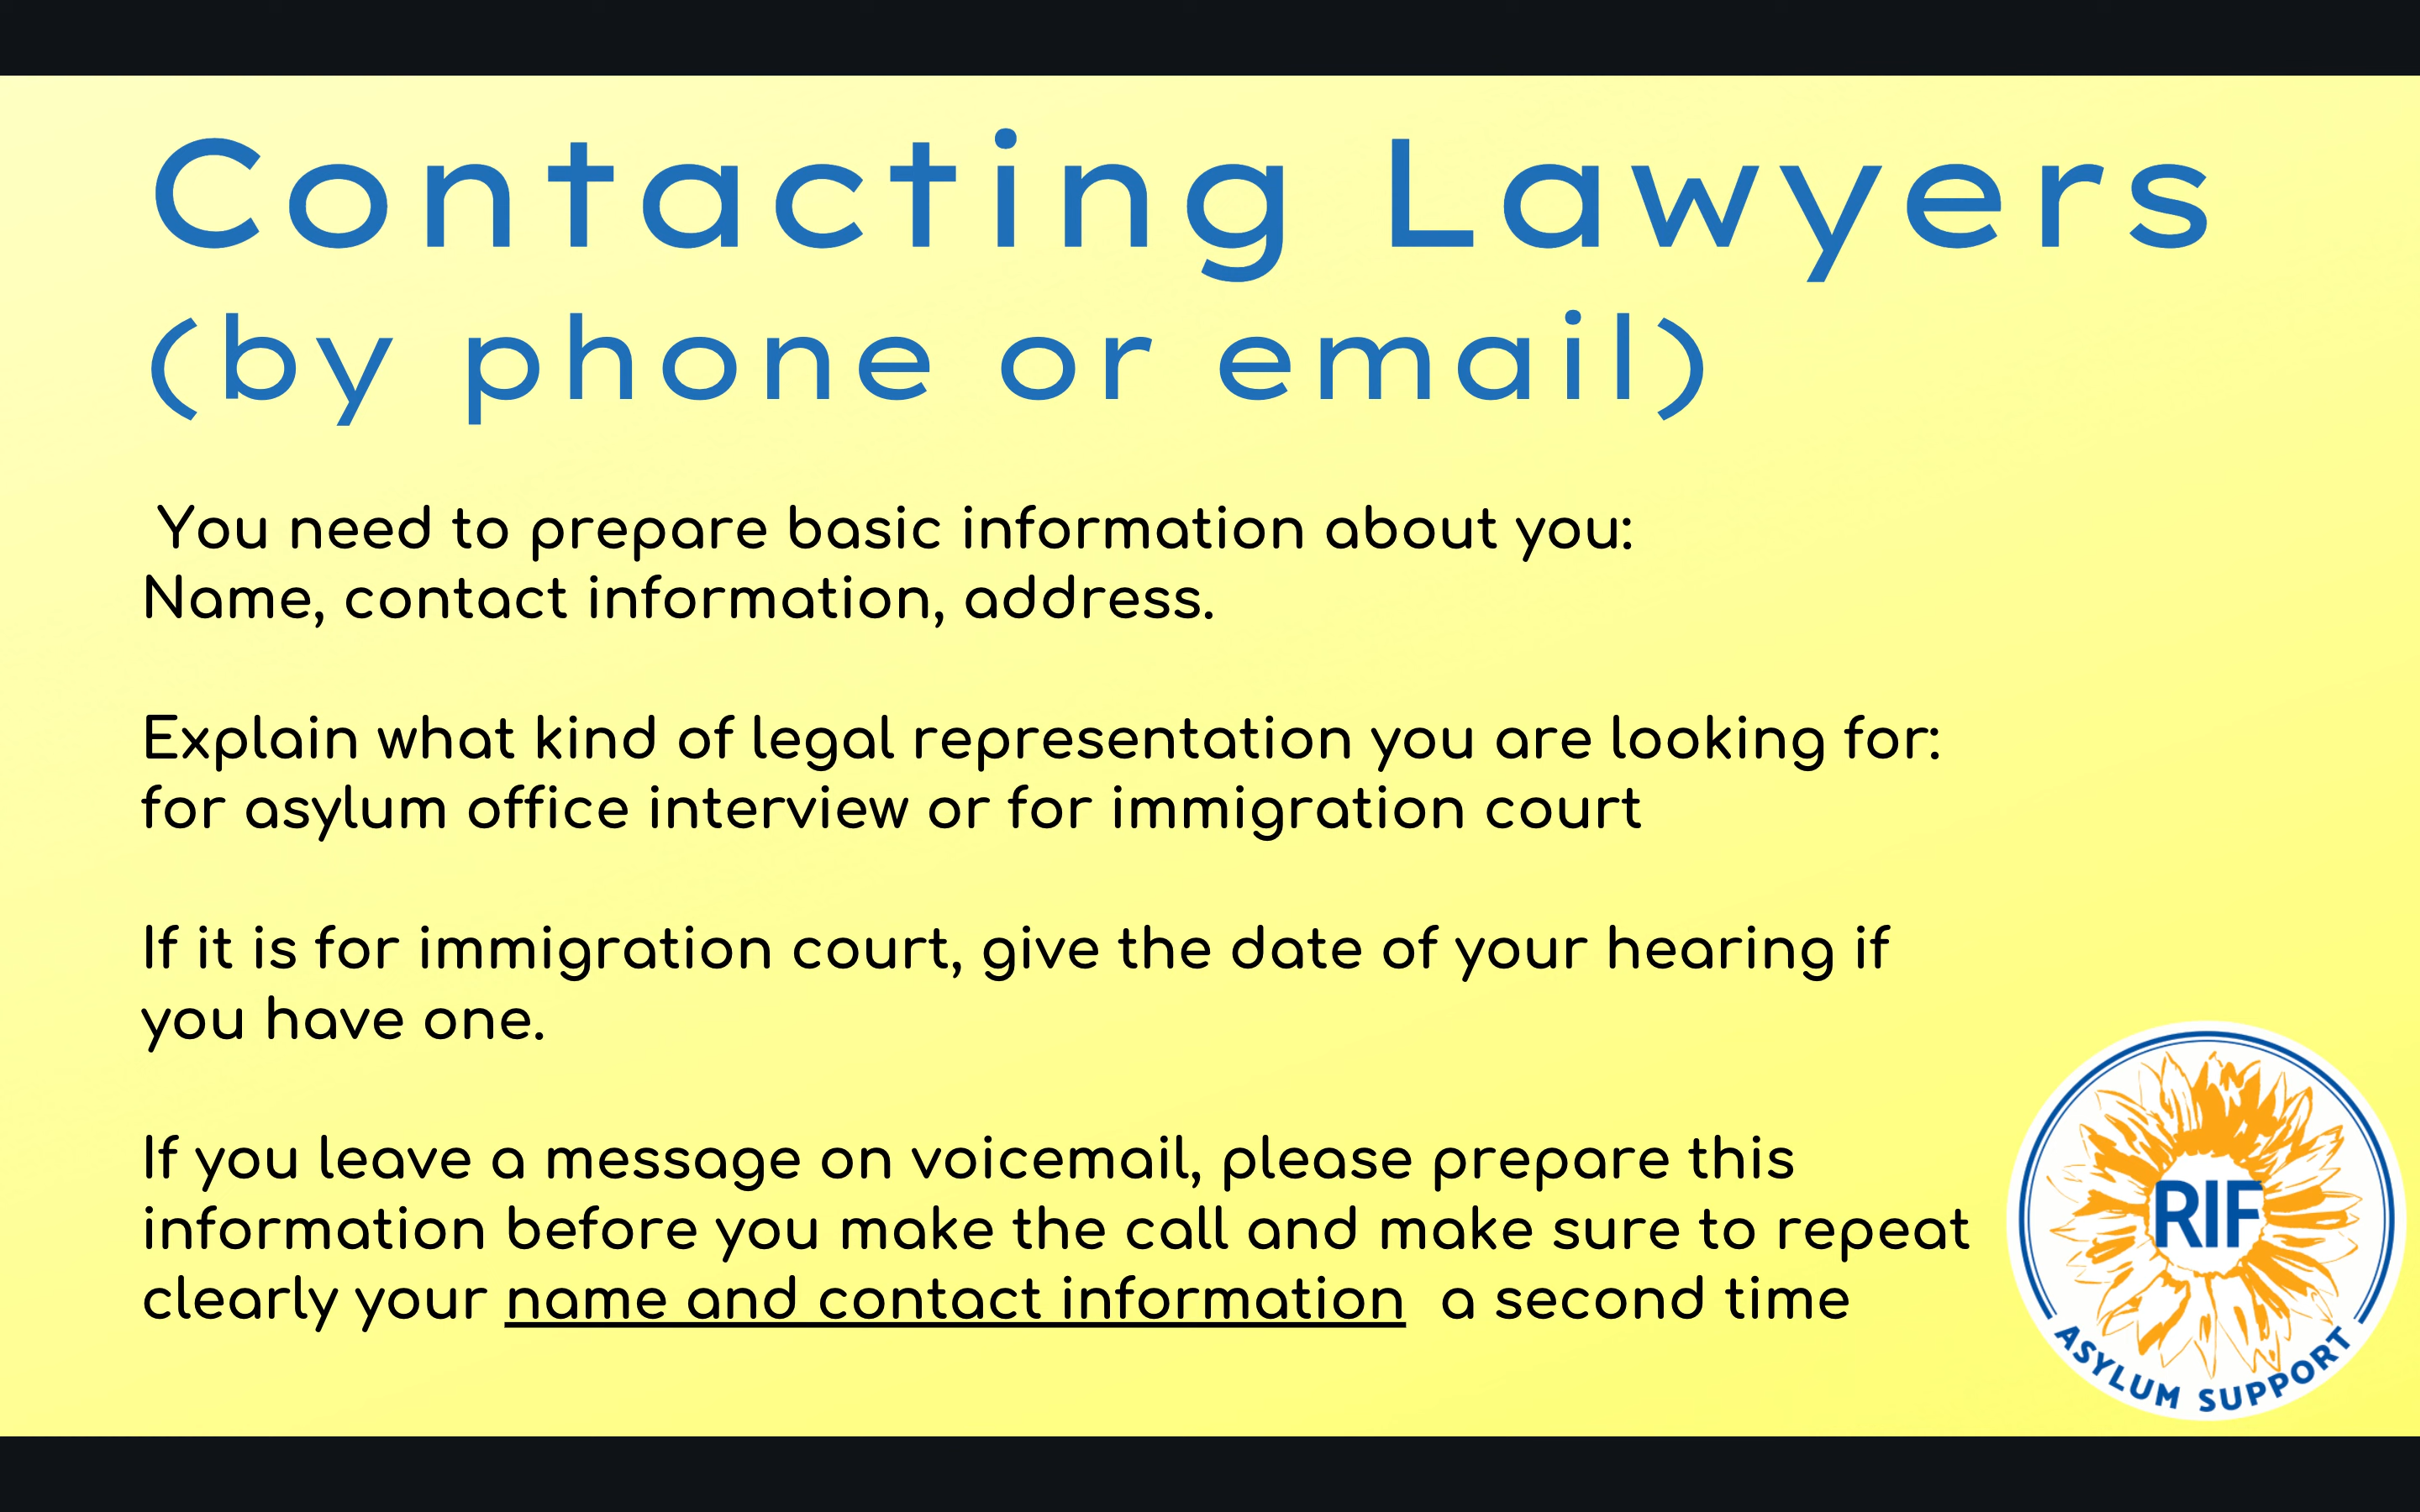 Contacting Lawyers
(by phone or email)
You need to prepare basic information about you:
Name, contact information, address.
Explain what kind of legal representation you are looking for:
for asylum office interview or for immigration court
If it is for immigration court, give the date of your hearing if
you have one.
If you leave a message on voicemail, please prepare this
information before you make the call and make sure to repeat
clearly your name and contact information a second time
RIF
ASYLUM SUPPORT